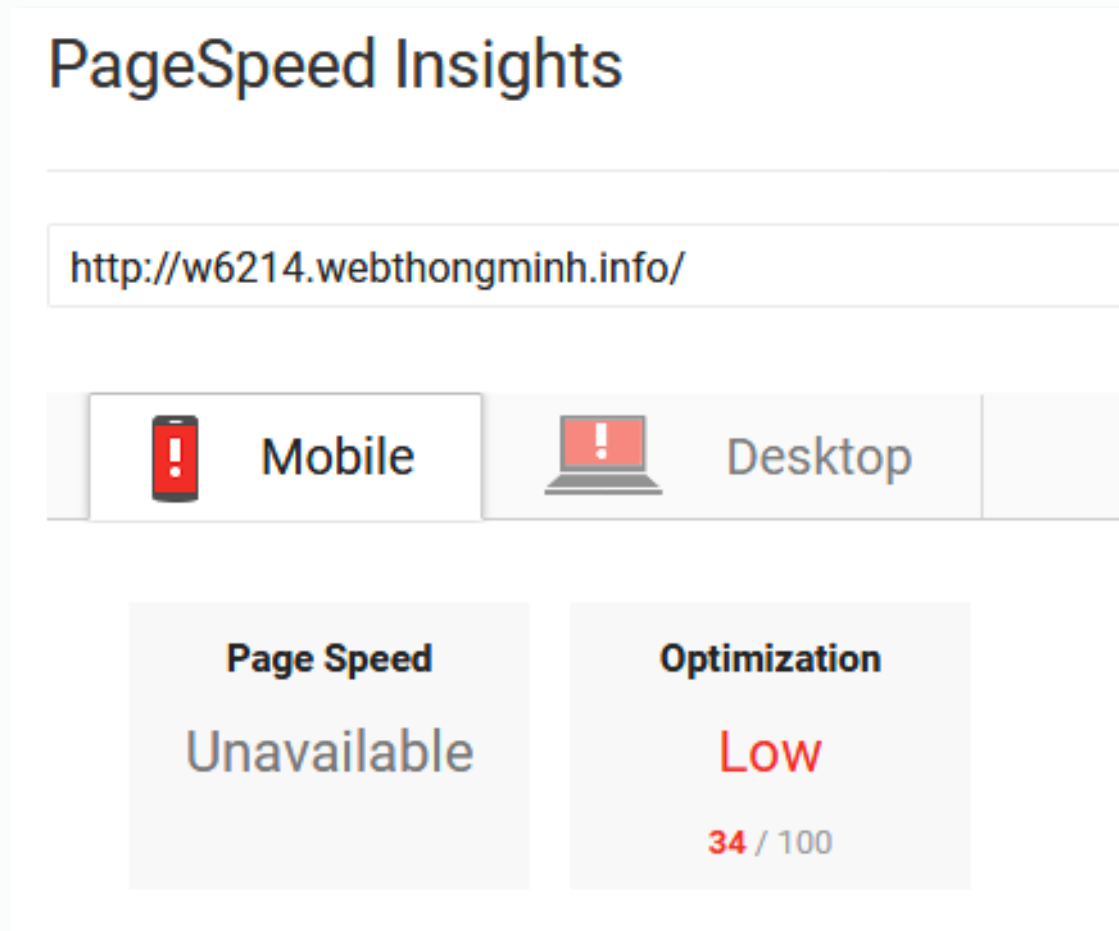 PageSpeed Insights
http://w6214.webthongminh.info/
Mobile Desktop
Page Speed Optimization
Unavailable Low
34 / 100